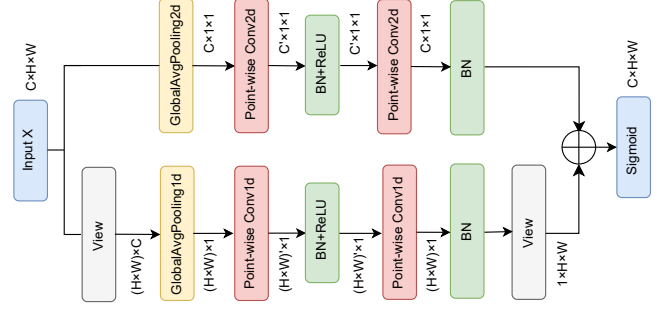 Input X
C×H×W
GlobalAvgPooling2d
C×1×1
Point-wise Conv2d
C'×1×1
BN+ReLU
C'×1×1
Point-wise Conv2d
C×1×1
BN
View
(H×W)×C
GlobalAvgPooling1d
(H×W)×1
Point-wise Conv1d
(H×W)'×1
BN+ReLU
(H×W)'×1
Point-wise Conv1d
(H×W)×1
BN
View
1×H×W
Sigmoid
C×H×W